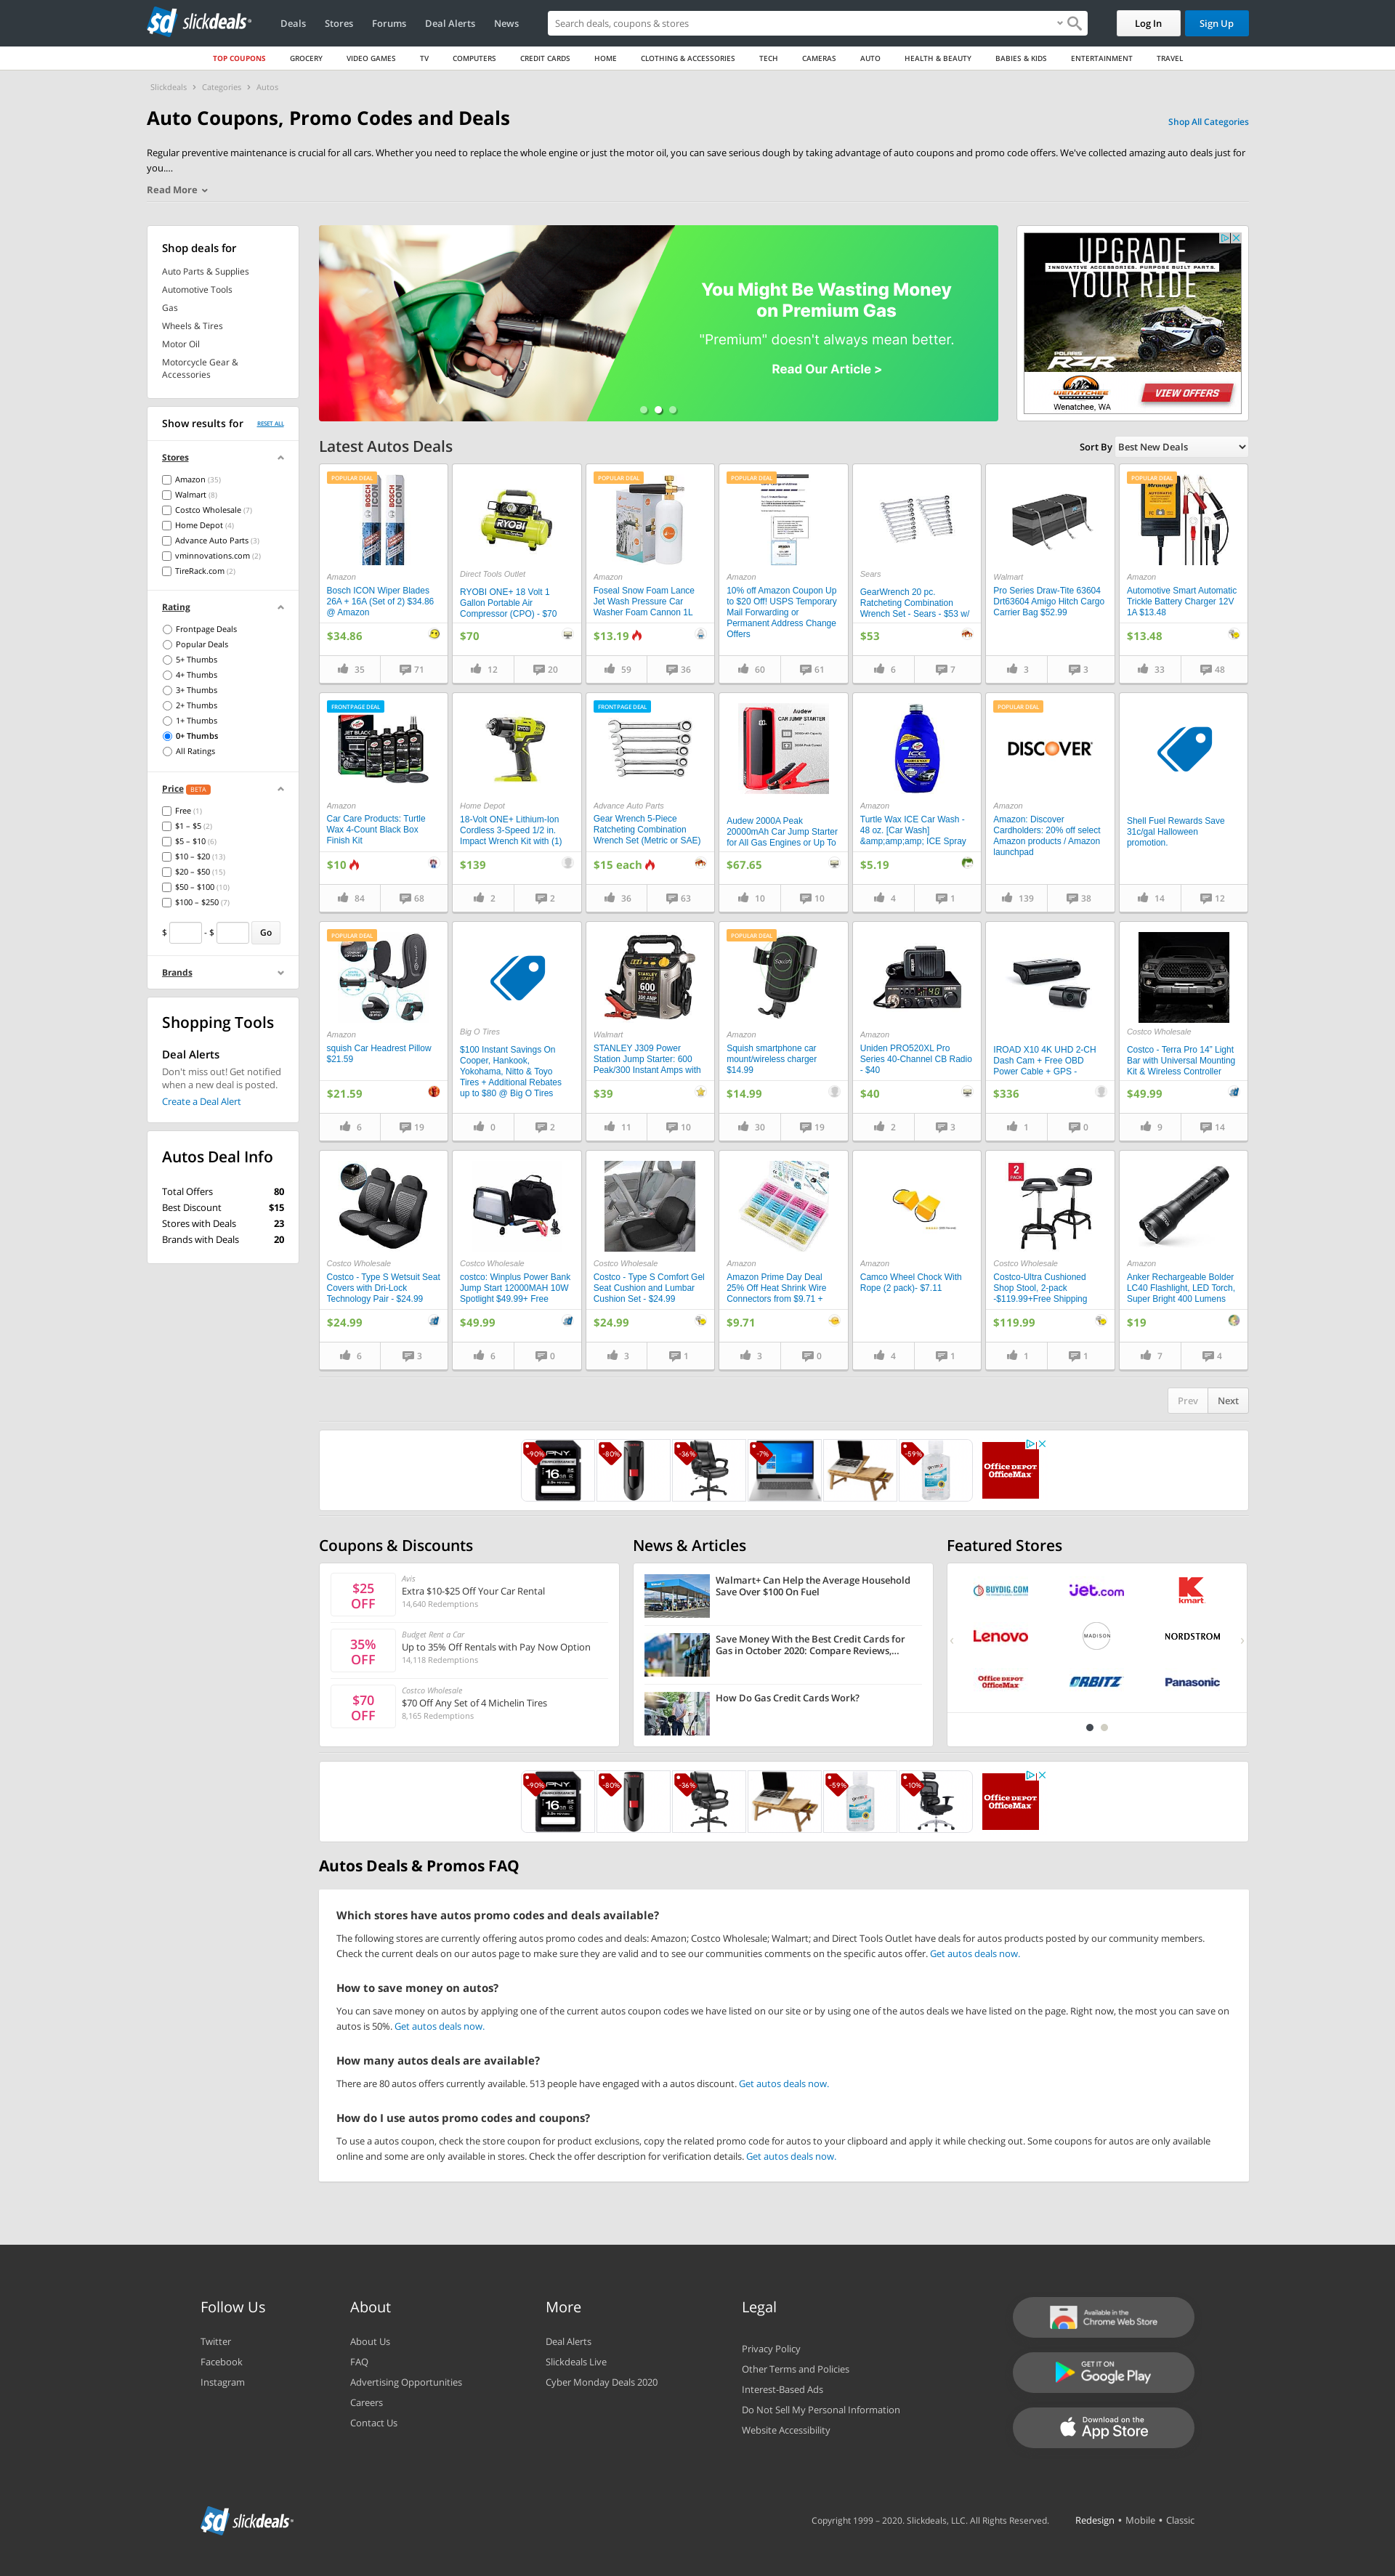 sd slickdeals
Deals Stores Forums Deal Alerts News
Search deals, coupons & stores
Log In
Sign Up
TOP COUPONS GROCERY VIDEO GAMES TV COMPUTERS CREDIT CARDS HOME CLOTHING & ACCESSORIES TECH CAMERAS AUTO HEALTH & BEAUTY BABIES & KIDS ENTERTAINMENT TRAVEL
Slickdeals › Categories › Autos
Auto Coupons, Promo Codes and Deals
Shop All Categories
Regular preventive maintenance is crucial for all cars. Whether you need to replace the whole engine or just the motor oil, you can save serious dough by taking advantage of auto coupons and promo code offers. We've collected amazing auto deals just for
you....
Read More
Shop deals for
Auto Parts & Supplies
Automotive Tools
Gas
Wheels & Tires
Motor Oil
Motorcycle Gear &
Accessories
Show results for RESET ALL
Stores
Amazon (35)
Walmart (8)
Costco Wholesale (7)
Home Depot (4)
Advance Auto Parts (3)
vminnovations.com (2)
TireRack.com (2)
Rating
Frontpage Deals
Popular Deals
5+ Thumbs
4+ Thumbs
3+ Thumbs
2+ Thumbs
1+ Thumbs
0+ Thumbs
All Ratings
Price BETA
Free (1)
$1 – $5 (2)
$5 – $10 (6)
$10 – $20 (13)
$20 – $50 (15)
$50 – $100 (10)
$100 – $250 (7)
$ - $ Go
Brands
Shopping Tools
Deal Alerts
Don't miss out! Get notified
when a new deal is posted.
Create a Deal Alert
Autos Deal Info
Total Offers 80
Best Discount $15
Stores with Deals 23
Brands with Deals 20
You Might Be Wasting Money
on Premium Gas
"Premium" doesn't always mean better.
Read Our Article >
UPGRADE
INNOVATIVE ACCESSORIES. PURPOSE BUILT PARTS.
YOUR RIDE
POLARIS
RZR
WENATCHEE
Wenatchee, WA
VIEW OFFERS
Latest Autos Deals
Sort By Best New Deals
POPULAR DEAL
Amazon
Bosch ICON Wiper Blades
26A + 16A (Set of 2) $34.86
@ Amazon
$34.86
35 71
Direct Tools Outlet
RYOBI ONE+ 18 Volt 1
Gallon Portable Air
Compressor (CPO) - $70
$70
12 20
POPULAR DEAL
Amazon
Foseal Snow Foam Lance
Jet Wash Pressure Car
Washer Foam Cannon 1L
$13.19
59 36
POPULAR DEAL
Amazon
10% off Amazon Coupon Up
to $20 Off! USPS Temporary
Mail Forwarding or
Permanent Address Change
Offers
60 61
Sears
GearWrench 20 pc.
Ratcheting Combination
Wrench Set - Sears - $53 w/
$53
6 7
Walmart
Pro Series Draw-Tite 63604
Drt63604 Amigo Hitch Cargo
Carrier Bag $52.99
3 3
POPULAR DEAL
Amazon
Automotive Smart Automatic
Trickle Battery Charger 12V
1A $13.48
$13.48
33 48
FRONTPAGE DEAL
Amazon
Car Care Products: Turtle
Wax 4-Count Black Box
Finish Kit
$10
84 68
Home Depot
18-Volt ONE+ Lithium-Ion
Cordless 3-Speed 1/2 in.
Impact Wrench Kit with (1)
$139
2 2
FRONTPAGE DEAL
Advance Auto Parts
Gear Wrench 5-Piece
Ratcheting Combination
Wrench Set (Metric or SAE)
$15 each
36 63
Audew
CAR JUMP STARTER
Audew 2000A Peak
20000mAh Car Jump Starter
for All Gas Engines or Up To
$67.65
10 10
Amazon
Turtle Wax ICE Car Wash -
48 oz. [Car Wash]
&amp;amp;amp; ICE Spray
$5.19
4 1
POPULAR DEAL
DISCOVER
Amazon
Amazon: Discover
Cardholders: 20% off select
Amazon products / Amazon
launchpad
139 38
Shell Fuel Rewards Save
31c/gal Halloween
promotion.
14 12
POPULAR DEAL
Amazon
squish Car Headrest Pillow
$21.59
$21.59
6 19
Big O Tires
$100 Instant Savings On
Cooper, Hankook,
Yokohama, Nitto & Toyo
Tires + Additional Rebates
up to $80 @ Big O Tires
0 2
Walmart
STANLEY J309 Power
Station Jump Starter: 600
Peak/300 Instant Amps with
$39
11 10
POPULAR DEAL
Amazon
Squish smartphone car
mount/wireless charger
$14.99
$14.99
30 19
Amazon
Uniden PRO520XL Pro
Series 40-Channel CB Radio
- $40
$40
2 3
IROAD X10 4K UHD 2-CH
Dash Cam + Free OBD
Power Cable + GPS -
$336
1 0
Costco Wholesale
Costco - Terra Pro 14" Light
Bar with Universal Mounting
Kit & Wireless Controller
$49.99
9 14
Costco Wholesale
Costco - Type S Wetsuit Seat
Covers with Dri-Lock
Technology Pair - $24.99
$24.99
6 3
Costco Wholesale
costco: Winplus Power Bank
Jump Start 12000MAH 10W
Spotlight $49.99+ Free
$49.99
6 0
Costco Wholesale
Costco - Type S Comfort Gel
Seat Cushion and Lumbar
Cushion Set - $24.99
$24.99
3 1
Amazon
Amazon Prime Day Deal
25% Off Heat Shrink Wire
Connectors from $9.71 +
$9.71
3 0
Amazon
Camco Wheel Chock With
Rope (2 pack)- $7.11
4 1
2 PACK
Costco Wholesale
Costco-Ultra Cushioned
Shop Stool, 2-pack
-$119.99+Free Shipping
$119.99
1 1
Amazon
Anker Rechargeable Bolder
LC40 Flashlight, LED Torch,
Super Bright 400 Lumens
$19
7 4
Prev Next
-90% -80% -36% -7% -59%
PNY 16GB
Office DEPOT
OfficeMax
Coupons & Discounts
$25
OFF
Avis
Extra $10-$25 Off Your Car Rental
14,640 Redemptions
35%
OFF
Budget Rent a Car
Up to 35% Off Rentals with Pay Now Option
14,118 Redemptions
$70
OFF
Costco Wholesale
$70 Off Any Set of 4 Michelin Tires
8,165 Redemptions
News & Articles
Walmart+ Can Help the Average Household
Save Over $100 On Fuel
Save Money With the Best Credit Cards for
Gas in October 2020: Compare Reviews,...
How Do Gas Credit Cards Work?
Featured Stores
BUYDIG.COM jet.com kmart
Lenovo MADISON NORDSTROM
Office DEPOT OfficeMax ORBITZ Panasonic
-90% -80% -36% -59% -10%
PNY 16GB
Office DEPOT
OfficeMax
Autos Deals & Promos FAQ
Which stores have autos promo codes and deals available?
The following stores are currently offering autos promo codes and deals: Amazon; Costco Wholesale; Walmart; and Direct Tools Outlet have deals for autos products posted by our community members.
Check the current deals on our autos page to make sure they are valid and to see our communities comments on the specific autos offer. Get autos deals now.
How to save money on autos?
You can save money on autos by applying one of the current autos coupon codes we have listed on our site or by using one of the autos deals we have listed on the page. Right now, the most you can save on
autos is 50%. Get autos deals now.
How many autos deals are available?
There are 80 autos offers currently available. 513 people have engaged with a autos discount. Get autos deals now.
How do I use autos promo codes and coupons?
To use a autos coupon, check the store coupon for product exclusions, copy the related promo code for autos to your clipboard and apply it while checking out. Some coupons for autos are only available
online and some are only available in stores. Check the offer description for verification details. Get autos deals now.
Follow Us
Twitter
Facebook
Instagram
About
About Us
FAQ
Advertising Opportunities
Careers
Contact Us
More
Deal Alerts
Slickdeals Live
Cyber Monday Deals 2020
Legal
Privacy Policy
Other Terms and Policies
Interest-Based Ads
Do Not Sell My Personal Information
Website Accessibility
Available in the
Chrome Web Store
GET IT ON
Google Play
Download on the
App Store
sd slickdeals
Copyright 1999 – 2020. Slickdeals, LLC. All Rights Reserved.
Redesign • Mobile • Classic